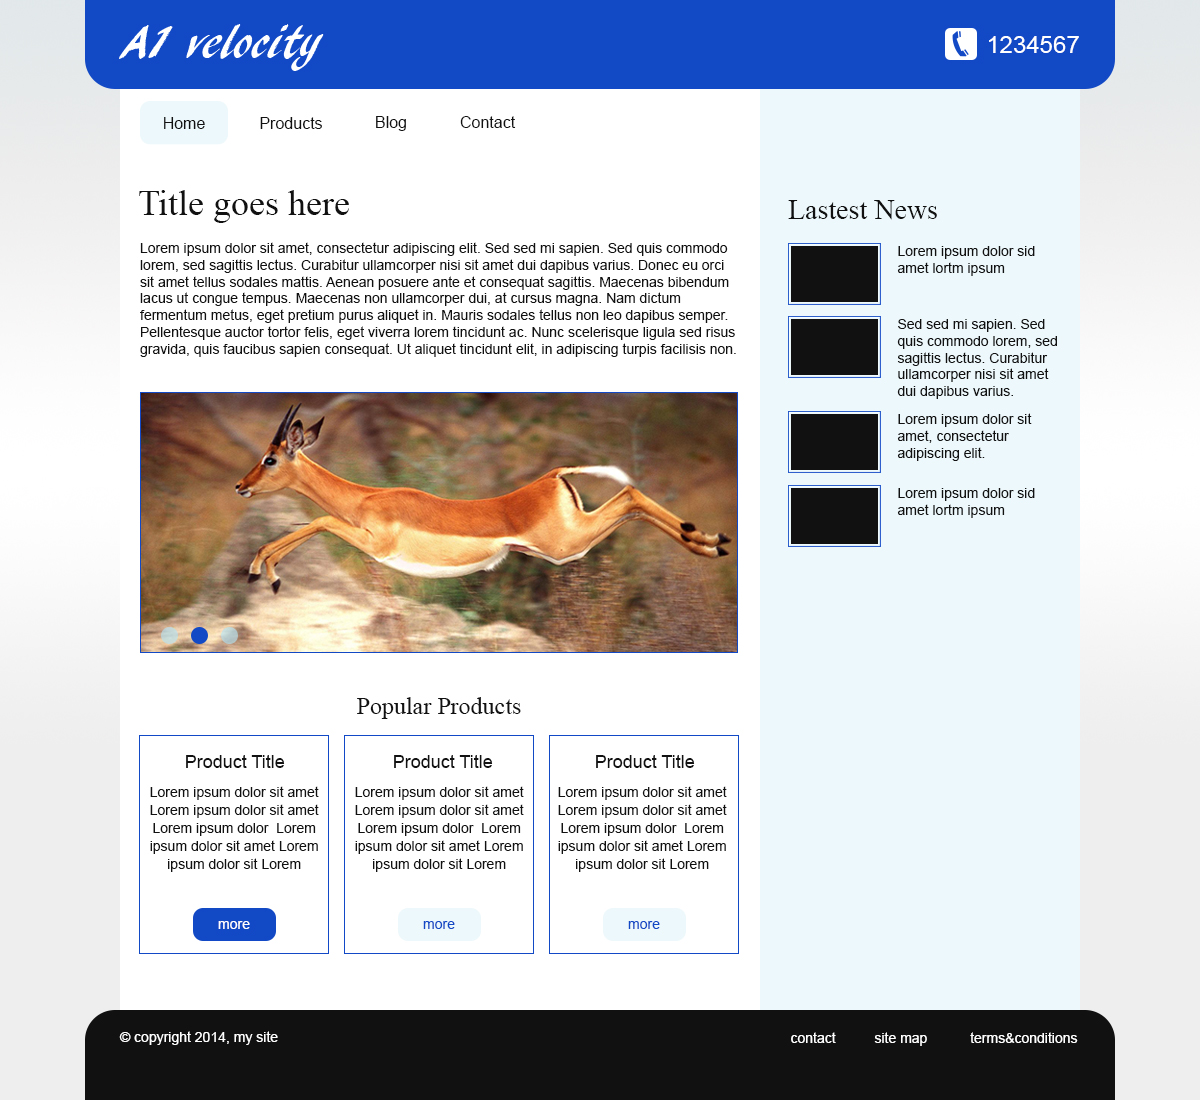 A1 velocity
1234567
Home Products Blog Contact
Title goes here
Lorem ipsum dolor sit amet, consectetur adipiscing elit. Sed sed mi sapien. Sed quis commodo
lorem, sed sagittis lectus. Curabitur ullamcorper nisi sit amet dui dapibus varius. Donec eu orci
sit amet tellus sodales mattis. Aenean posuere ante et consequat sagittis. Maecenas bibendum
lacus ut congue tempus. Maecenas non ullamcorper dui, at cursus magna. Nam dictum
fermentum metus, eget pretium purus aliquet in. Mauris sodales tellus non leo dapibus semper.
Pellentesque auctor tortor felis, eget viverra lorem tincidunt ac. Nunc scelerisque ligula sed risus
gravida, quis faucibus sapien consequat. Ut aliquet tincidunt elit, in adipiscing turpis facilisis non.
Popular Products
Product Title
Lorem ipsum dolor sit amet
Lorem ipsum dolor sit amet
Lorem ipsum dolor  Lorem
ipsum dolor sit amet Lorem
ipsum dolor sit Lorem
more
Product Title
Lorem ipsum dolor sit amet
Lorem ipsum dolor sit amet
Lorem ipsum dolor  Lorem
ipsum dolor sit amet Lorem
ipsum dolor sit Lorem
more
Product Title
Lorem ipsum dolor sit amet
Lorem ipsum dolor sit amet
Lorem ipsum dolor  Lorem
ipsum dolor sit amet Lorem
ipsum dolor sit Lorem
more
Lastest News
Lorem ipsum dolor sid
amet lortm ipsum
Sed sed mi sapien. Sed
quis commodo lorem, sed
sagittis lectus. Curabitur
ullamcorper nisi sit amet
dui dapibus varius.
Lorem ipsum dolor sit
amet, consectetur
adipiscing elit.
Lorem ipsum dolor sid
amet lortm ipsum
© copyright 2014, my site
contact site map terms&conditions